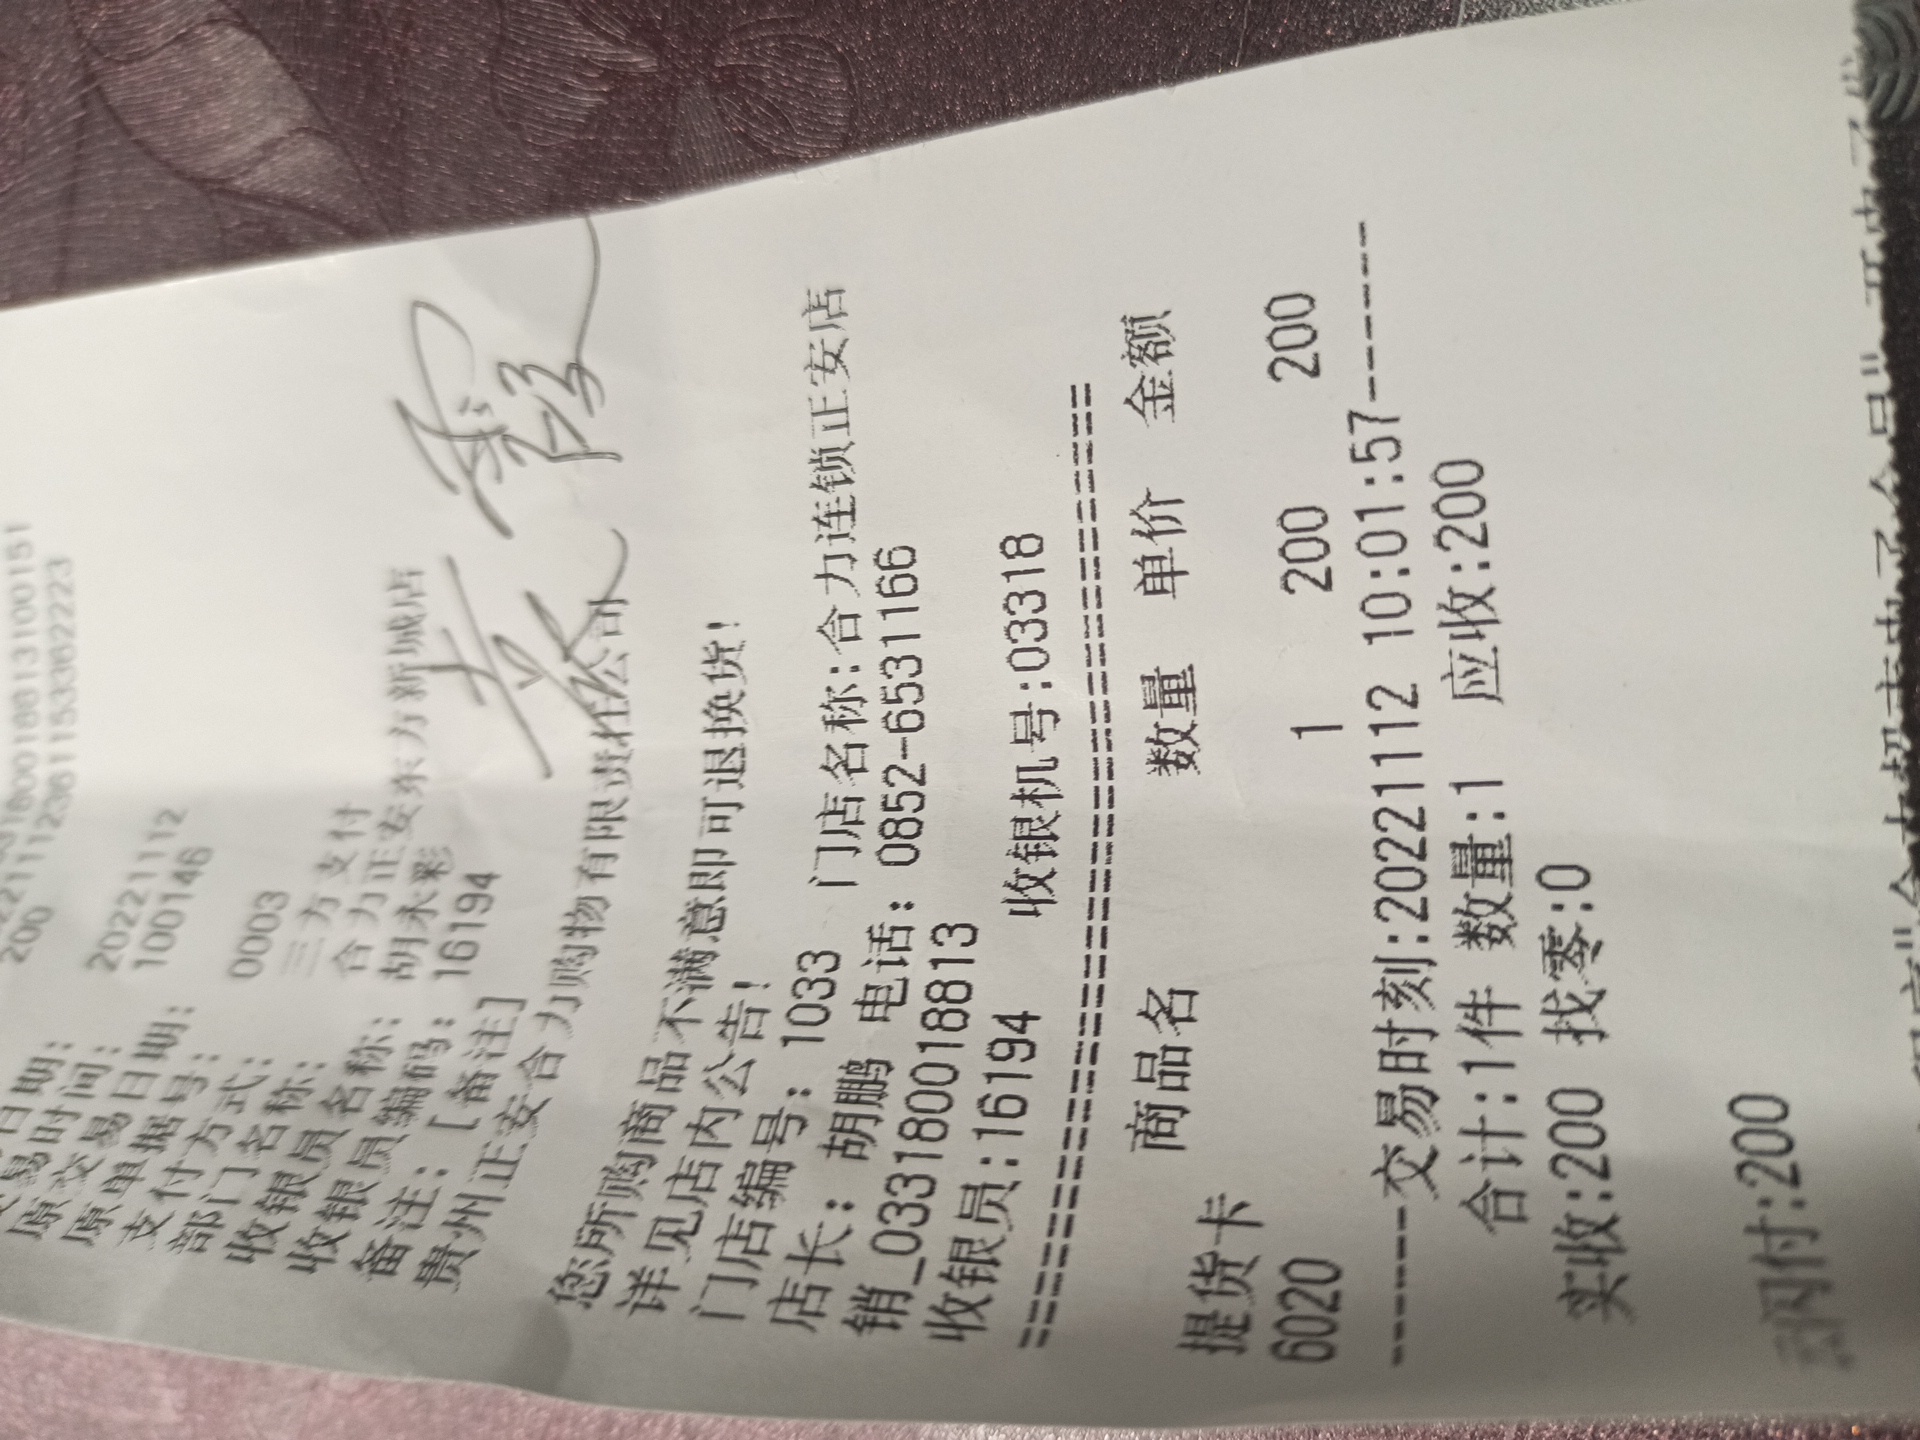 200
日期: 20221112
原交易时间: 100146
原单据号:
支付方式: 0003
三方支付
部门名称: 合力正安东方新城店
收银员名称: 胡永彩
收银员编码: 16194
备注: [备注]
贵州正安合力购物有限责任公司
您所购商品不满意即可退换货!
详见店内公告!
门店编号: 1033 门店名称:合力连锁正安店
店长: 胡鹏 电话: 0852-6531166
销_0331800188​13
收银员:16194 收银机号:03318
商品名 数量 单价 金额
提货卡
6020 1 200 200
------交易时刻:20221112 10:01:57------
合计:1件 数量:1 应收:200
实收:200 找零:0
闪付:200